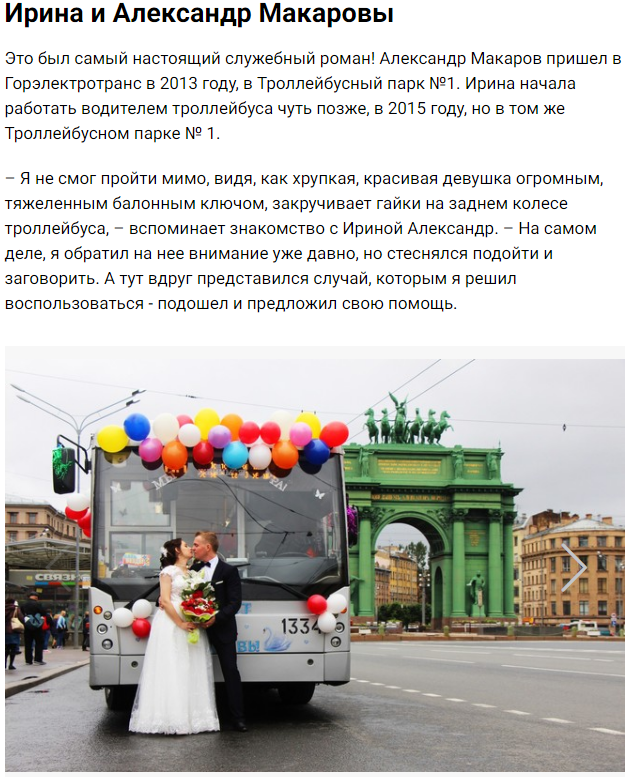 Ирина и Александр Макаровы
Это был самый настоящий служебный роман! Александр Макаров пришел в
Горэлектротранс в 2013 году, в Троллейбусный парк №1. Ирина начала
работать водителем троллейбуса чуть позже, в 2015 году, но в том же
Троллейбусном парке № 1.
– Я не смог пройти мимо, видя, как хрупкая, красивая девушка огромным,
тяжеленным балонным ключом, закручивает гайки на заднем колесе
троллейбуса, – вспоминает знакомство с Ириной Александр. – На самом
деле, я обратил на нее внимание уже давно, но стеснялся подойти и
заговорить. А тут вдруг представился случай, которым я решил
воспользоваться - подошел и предложил свою помощь.
1334